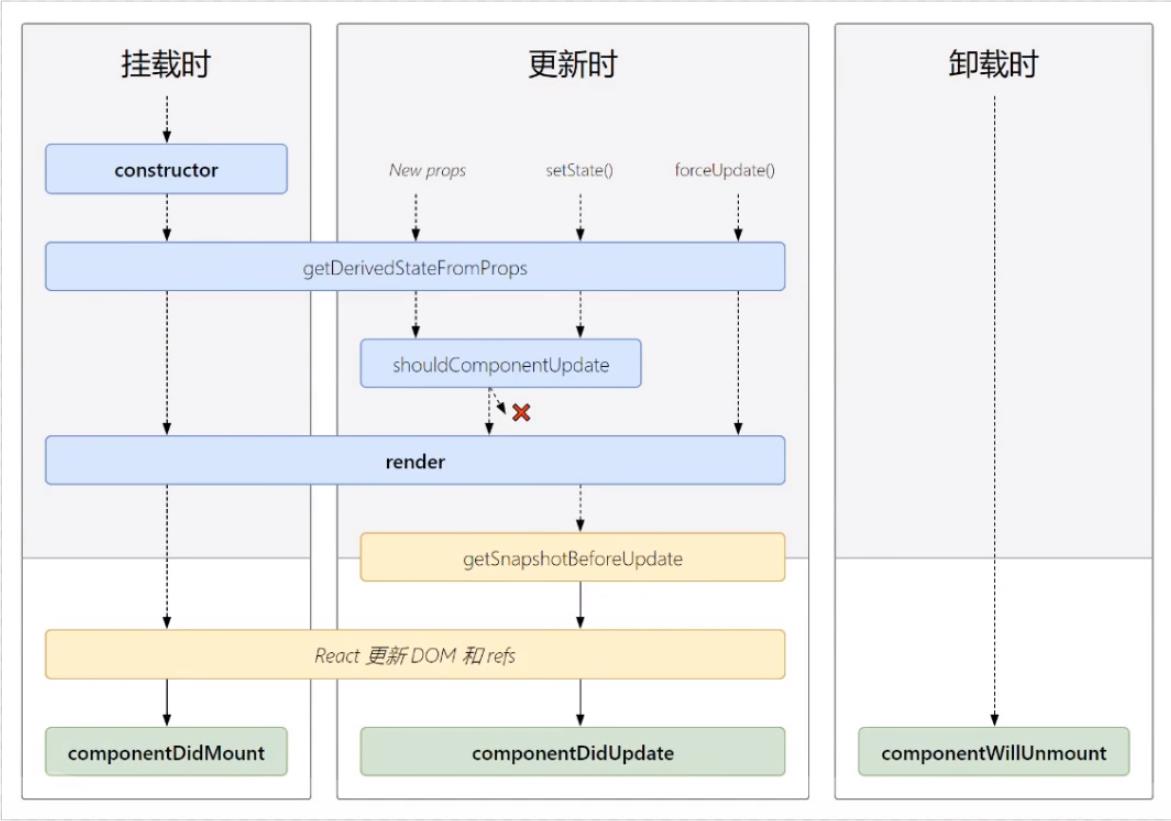 挂载时
更新时
卸载时
constructor
New props
setState()
forceUpdate()
getDerivedStateFromProps
shouldComponentUpdate
render
getSnapshotBeforeUpdate
React 更新 DOM 和 refs
componentDidMount
componentDidUpdate
componentWillUnmount